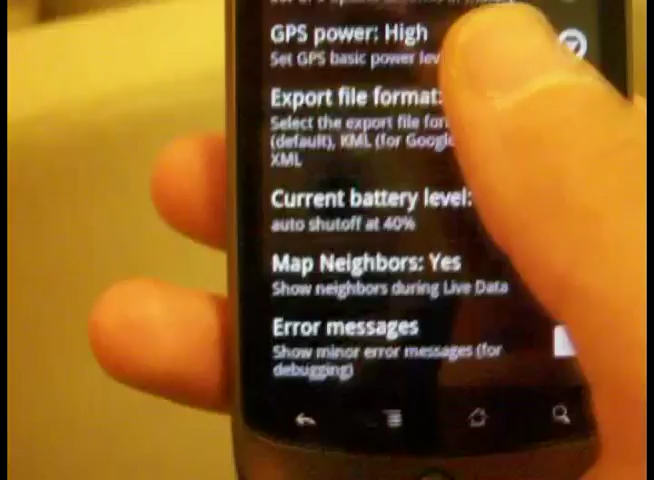 GPS power: High
Set GPS basic power
Export file format:
Select the export file
(default), KML (for Google
XML
Current battery level:
auto shutoff at 40%
Map Neighbors: Yes
Show neighbors during Live Data
Error messages
Show minor error messages (for
debugging)